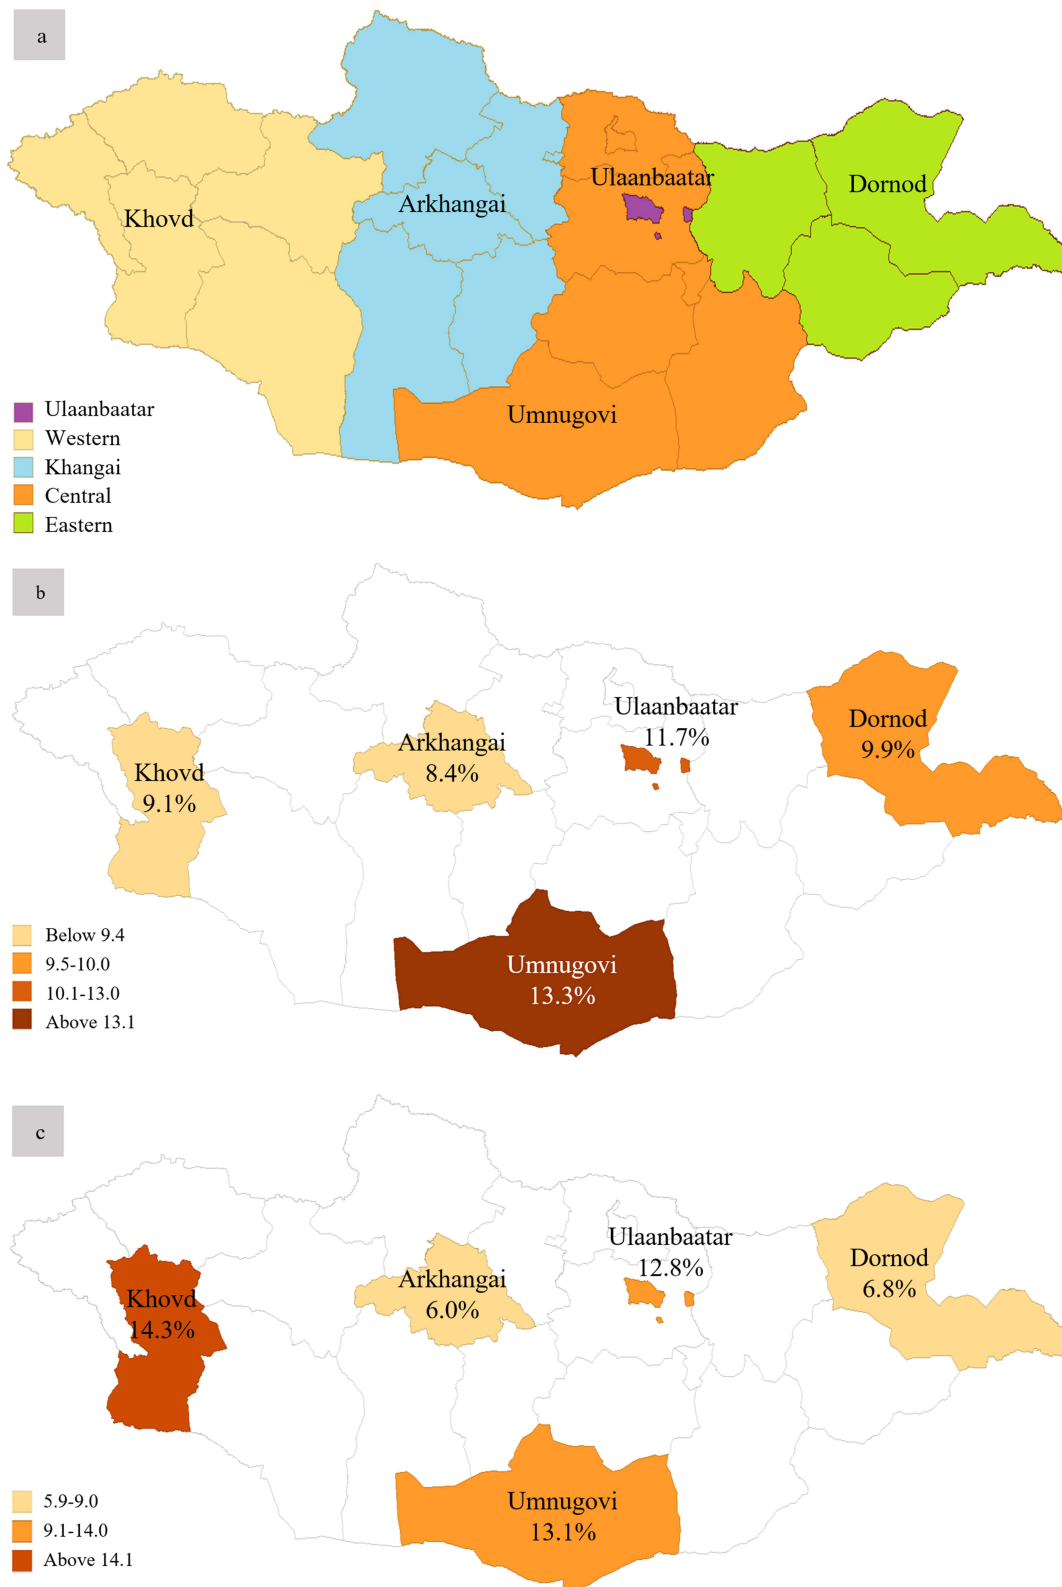 a
Khovd
Arkhangai
Ulaanbaatar
Dornod
Umnugovi
Ulaanbaatar
Western
Khangai
Central
Eastern
b
Khovd
9.1%
Arkhangai
8.4%
Ulaanbaatar
11.7%
Dornod
9.9%
Umnugovi
13.3%
Below 9.4
9.5-10.0
10.1-13.0
Above 13.1
c
Khovd
14.3%
Arkhangai
6.0%
Ulaanbaatar
12.8%
Dornod
6.8%
Umnugovi
13.1%
5.9-9.0
9.1-14.0
Above 14.1